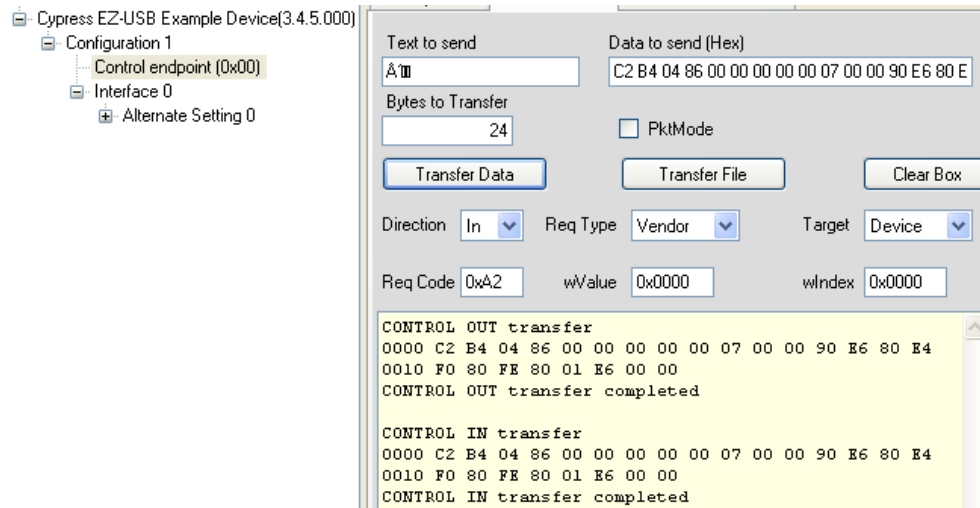 Cypress EZ-USB Example Device(3.4.5.000)
Configuration 1
Control endpoint (0x00)
Interface 0
Alternate Setting 0
Text to send
Data to send (Hex)
C2 B4 04 86 00 00 00 00 00 07 00 00 90 E6 80 E
Bytes to Transfer
24
PktMode
Transfer Data
Transfer File
Clear Box
Direction In Req Type Vendor Target Device
Req Code 0xA2 wValue 0x0000 wIndex 0x0000
CONTROL OUT transfer
0000 C2 B4 04 86 00 00 00 00 00 07 00 00 90 E6 80 E4
0010 F0 80 FE 80 01 E6 00 00
CONTROL OUT transfer completed
CONTROL IN transfer
0000 C2 B4 04 86 00 00 00 00 00 07 00 00 90 E6 80 E4
0010 F0 80 FE 80 01 E6 00 00
CONTROL IN transfer completed